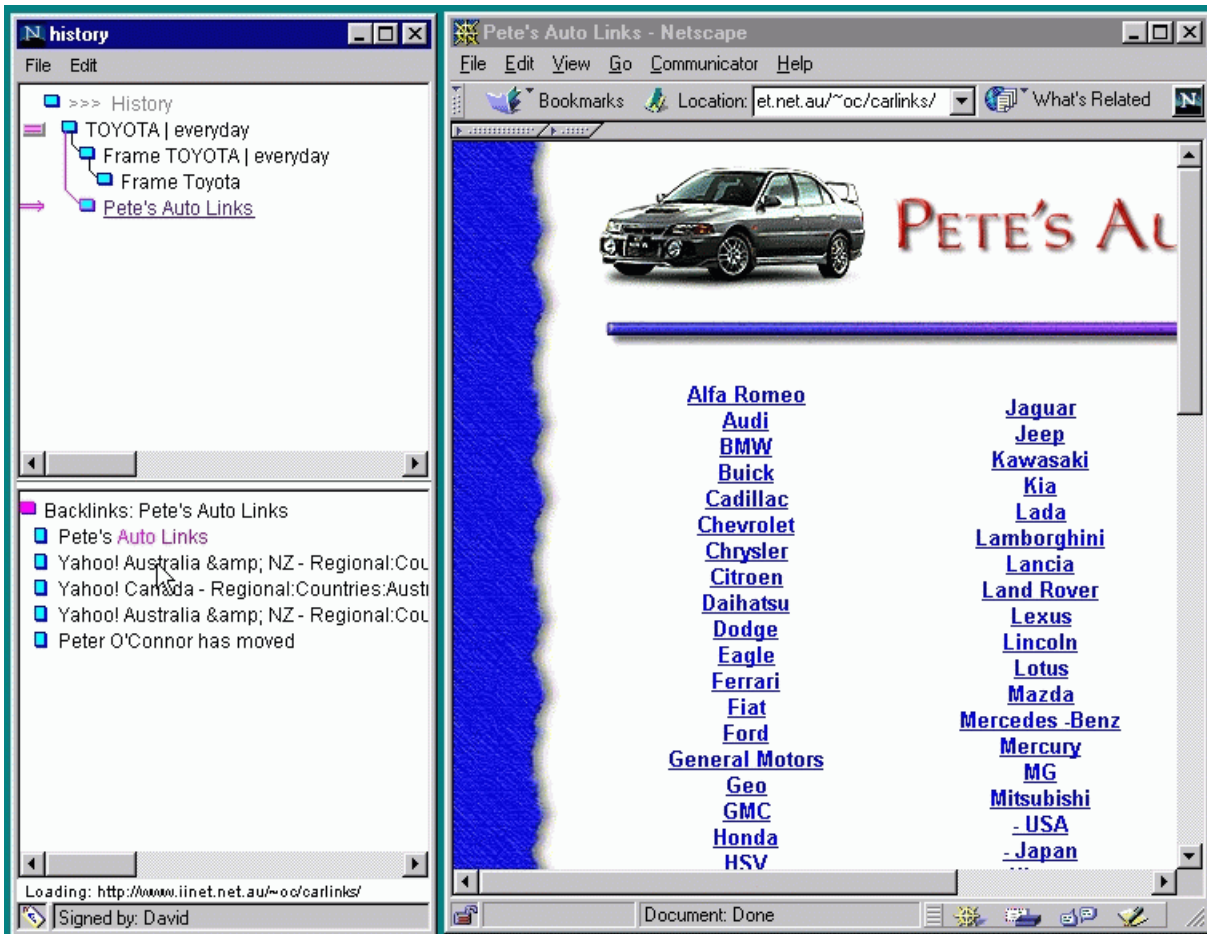 history
File Edit
>>> History
TOYOTA | everyday
Frame TOYOTA | everyday
Frame Toyota
Pete's Auto Links
Backlinks: Pete's Auto Links
Pete's Auto Links
Yahoo! Australia &amp; NZ - Regional:Cou
Yahoo! Canada - Regional:Countries:Austr
Yahoo! Australia &amp; NZ - Regional:Cou
Peter O'Connor has moved
Loading: http://www.iinet.net.au/~oc/carlinks/
Signed by: David
Pete's Auto Links - Netscape
File Edit View Go Communicator Help
Bookmarks Location: et.net.au/~oc/carlinks/ What's Related N
PETE'S AU
Alfa Romeo
Audi
BMW
Buick
Cadillac
Chevrolet
Chrysler
Citroen
Daihatsu
Dodge
Eagle
Ferrari
Fiat
Ford
General Motors
Geo
GMC
Honda
HSV
Jaguar
Jeep
Kawasaki
Kia
Lada
Lamborghini
Lancia
Land Rover
Lexus
Lincoln
Lotus
Mazda
Mercedes -Benz
Mercury
MG
Mitsubishi
- USA
- Japan
Document: Done